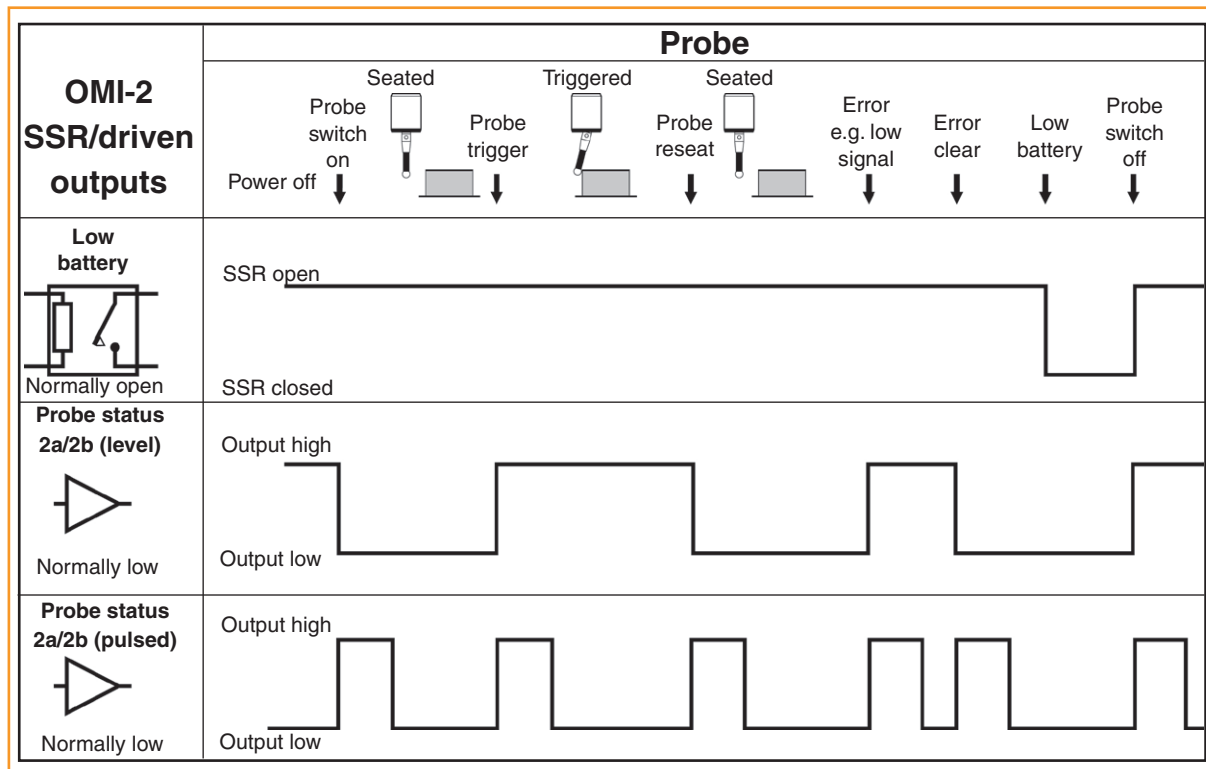 OMI-2
SSR/driven
outputs
Probe
Power off
Probe
switch
on
Seated
Probe
trigger
Triggered
Probe
reseat
Seated
Error
e.g. low
signal
Error
clear
Low
battery
Probe
switch
off
Low
battery
Normally open
SSR open
SSR closed
Probe status
2a/2b (level)
Normally low
Output high
Output low
Probe status
2a/2b (pulsed)
Normally low
Output high
Output low